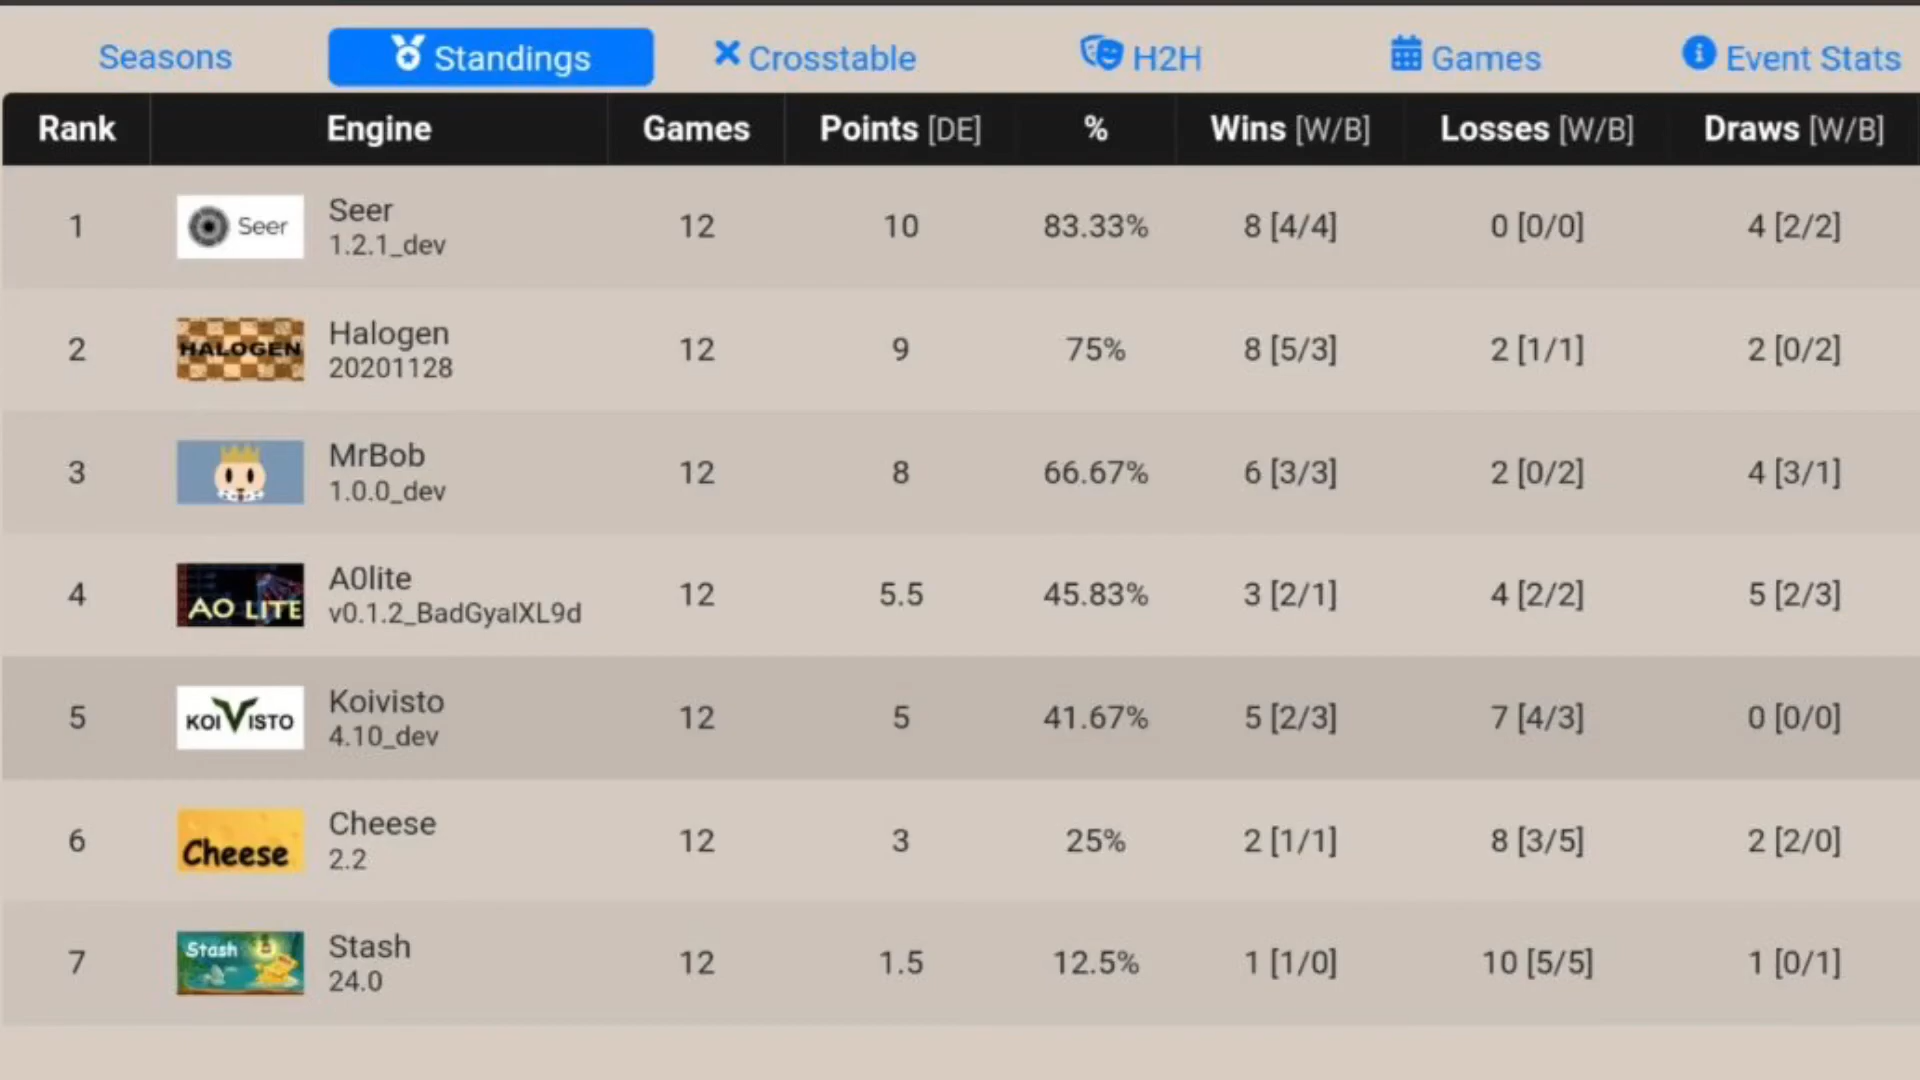 Seasons Standings Crosstable H2H Games Event Stats
Rank Engine Games Points [DE] % Wins [W/B] Losses [W/B] Draws [W/B]
1 Seer Seer 12 10 83.33% 8 [4/4] 0 [0/0] 4 [2/2]
1.2.1_dev
2 HALOGEN Halogen 12 9 75% 8 [5/3] 2 [1/1] 2 [0/2]
20201128
3 MrBob 12 8 66.67% 6 [3/3] 2 [0/2] 4 [3/1]
1.0.0_dev
4 AO LITE A0lite 12 5.5 45.83% 3 [2/1] 4 [2/2] 5 [2/3]
v0.1.2_BadGyalXL9d
5 KOIVISTO Koivisto 12 5 41.67% 5 [2/3] 7 [4/3] 0 [0/0]
4.10_dev
6 Cheese Cheese 12 3 25% 2 [1/1] 8 [3/5] 2 [2/0]
2.2
7 Stash Stash 12 1.5 12.5% 1 [1/0] 10 [5/5] 1 [0/1]
24.0